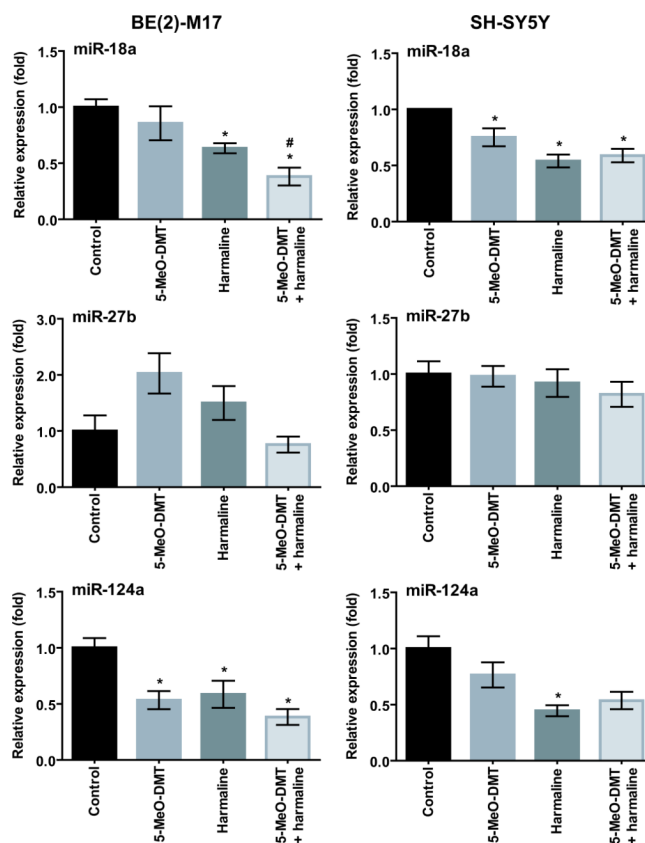 BE(2)-M17
SH-SY5Y
miR-18a
Relative expression (fold)
1.5
1.0
0.5
0.0
*
#
*
Control
5-MeO-DMT
Harmaline
5-MeO-DMT
+ harmaline
miR-18a
Relative expression (fold)
1.5
1.0
0.5
0.0
*
*
*
Control
5-MeO-DMT
Harmaline
5-MeO-DMT
+ harmaline
miR-27b
Relative expression (fold)
3.0
2.0
1.0
0.0
Control
5-MeO-DMT
Harmaline
5-MeO-DMT
+ harmaline
miR-27b
Relative expression (fold)
1.5
1.0
0.5
0.0
Control
5-MeO-DMT
Harmaline
5-MeO-DMT
+ harmaline
miR-124a
Relative expression (fold)
1.5
1.0
0.5
0.0
*
*
*
Control
5-MeO-DMT
Harmaline
5-MeO-DMT
+ harmaline
miR-124a
Relative expression (fold)
1.5
1.0
0.5
0.0
*
Control
5-MeO-DMT
Harmaline
5-MeO-DMT
+ harmaline